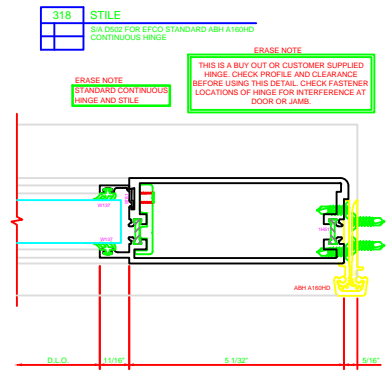 318 STILE
S/A D502 FOR EFCO STANDARD ABH A160HD
CONTINUOUS HINGE
ERASE NOTE
THIS IS A BUY OUT OR CUSTOMER SUPPLIED
HINGE. CHECK PROFILE AND CLEARANCE
BEFORE USING THIS DETAIL. CHECK FASTENER
LOCATIONS OF HINGE FOR INTERFERENCE AT
DOOR OR JAMB.
ERASE NOTE
STANDARD CONTINUOUS
HINGE AND STILE
W137
W137
ABH A160HD
D.L.O. 11/16" 5 1/32" 5/16"